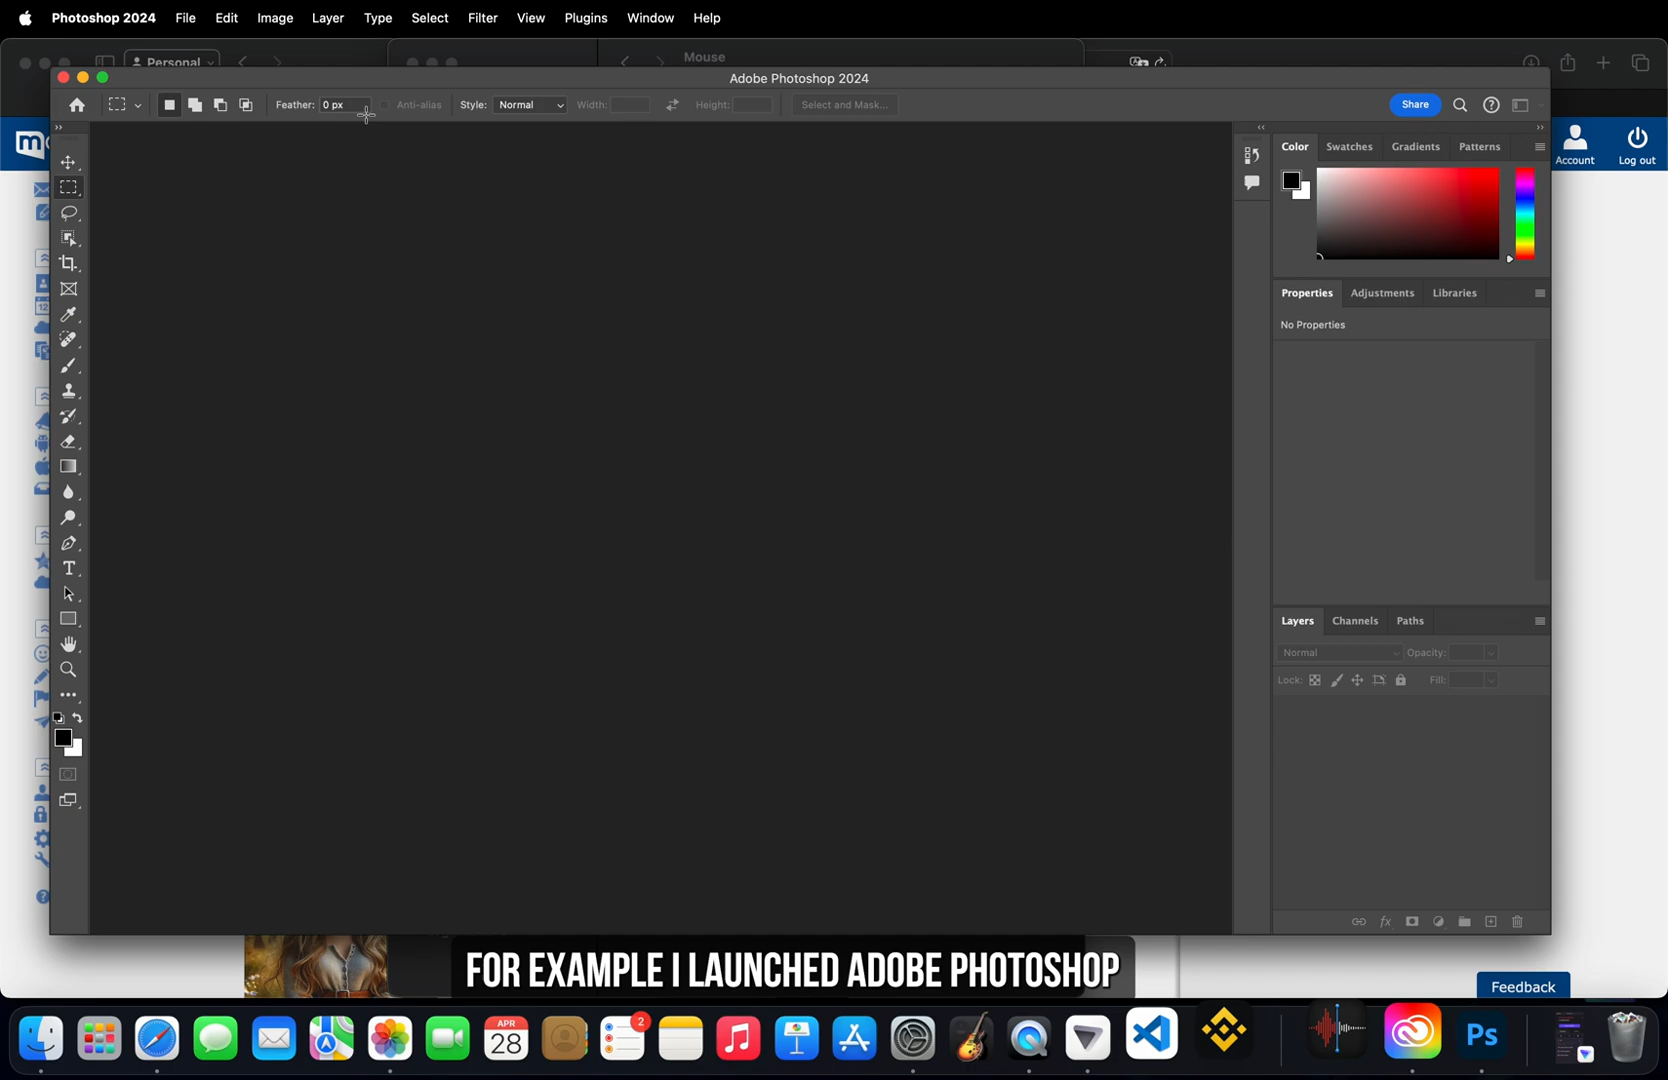 Photoshop 2024 File Edit Image Layer Type Select Filter View Plugins Window Help
Personal
Mouse
Adobe Photoshop 2024
Feather: 0 px Anti-alias Style: Normal Width: Height: Select and Mask... Share
Color Swatches Gradients Patterns
Account Log out
Properties Adjustments Libraries
No Properties
Layers Channels Paths
Normal Opacity:
Lock: Fill:
fx
FOR EXAMPLE I LAUNCHED ADOBE PHOTOSHOP
Feedback
APR
28
2
Ps